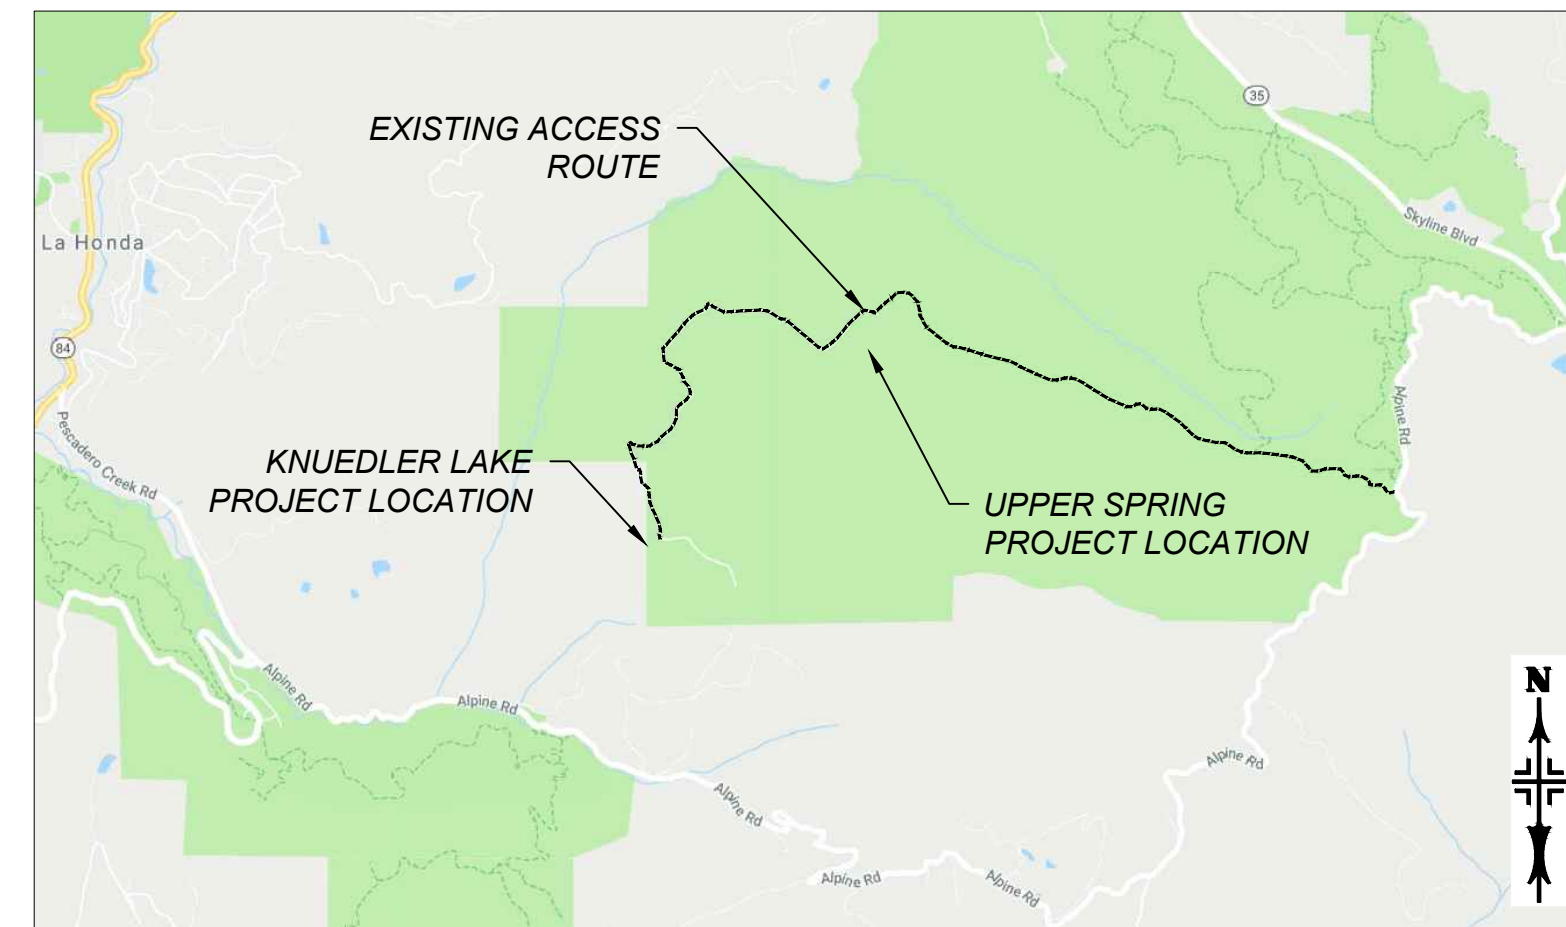 35
EXISTING ACCESS
ROUTE
Skyline Blvd
La Honda
84
Alpine Rd
Pescadero Creek Rd
KNUEDLER LAKE
PROJECT LOCATION
UPPER SPRING
PROJECT LOCATION
Alpine Rd
Alpine Rd
N
Alpine Rd
Alpine Rd
Alpine Rd
Alpine Rd